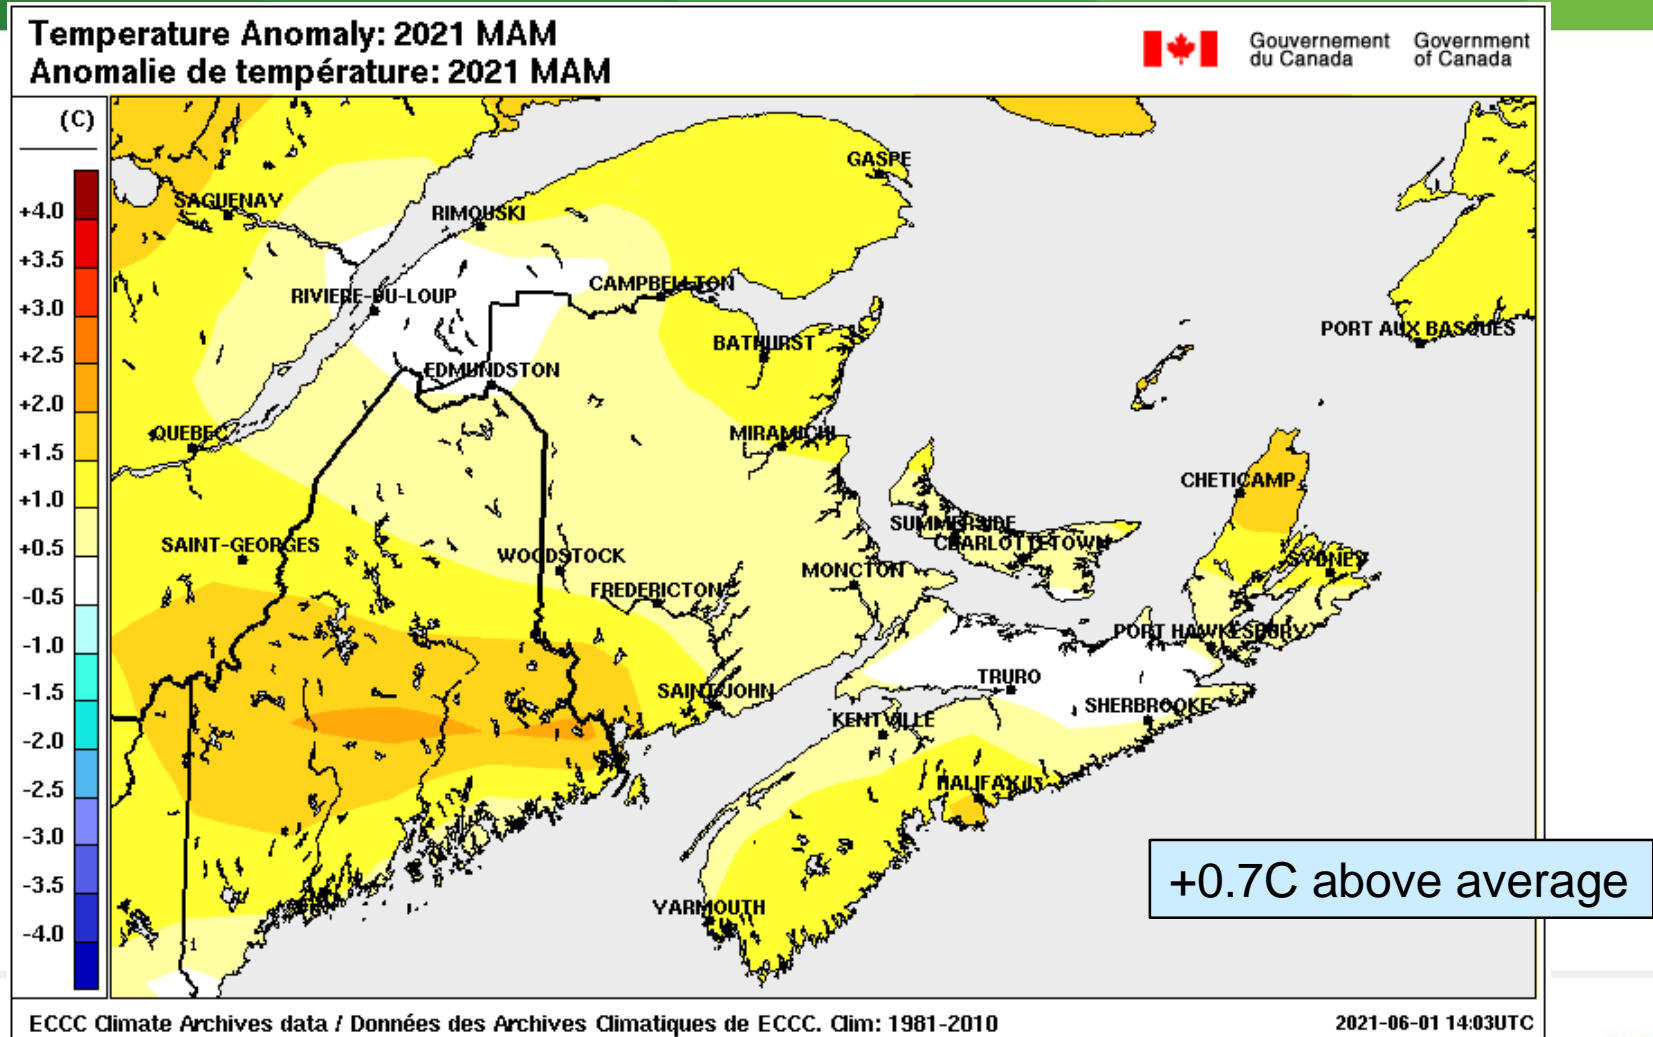 Temperature Anomaly: 2021 MAM
Anomalie de température: 2021 MAM
Gouvernement du Canada
Government of Canada
(C)
+4.0
+3.5
+3.0
+2.5
+2.0
+1.5
+1.0
+0.5
-0.5
-1.0
-1.5
-2.0
-2.5
-3.0
-3.5
-4.0
GASPE
SAGUENAY
RIMOUSKI
RIVIERE-DU-LOUP
CAMPBELLTON
PORT AUX BASQUES
BATHURST
EDMUNDSTON
QUEBEC
MIRAMICHI
CHETICAMP
SUMMERSIDE
CHARLOTTETOWN
SAINT-GEORGES
WOODSTOCK
SYDNEY
MONCTON
FREDERICTON
PORT HAWKESBURY
TRURO
SAINT JOHN
SHERBROOKE
KENTVILLE
HALIFAX/Is
YARMOUTH
+0.7C above average
ECCC Climate Archives data / Données des Archives Climatiques de ECCC. Clim: 1981-2010
2021-06-01 14:03UTC